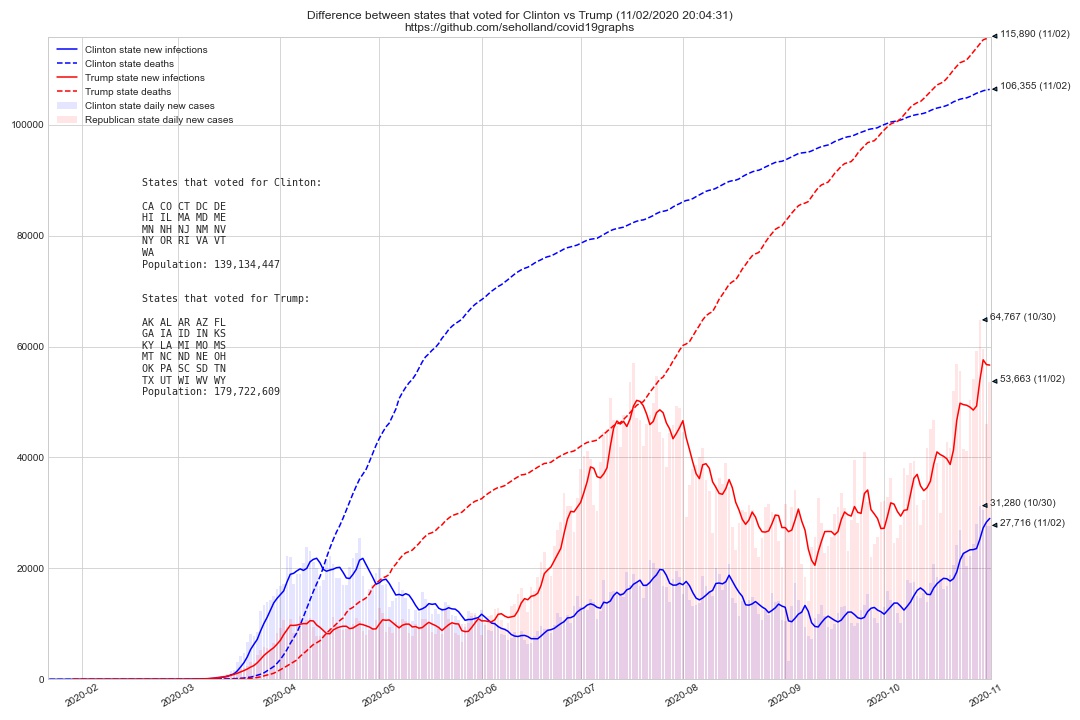 Difference between states that voted for Clinton vs Trump (11/02/2020 20:04:31)
https://github.com/seholland/covid19graphs
Clinton state new infections
Clinton state deaths
Trump state new infections
Trump state deaths
Clinton state daily new cases
Republican state daily new cases
States that voted for Clinton:
CA CO CT DC DE
HI IL MA MD ME
MN NH NJ NM NV
NY OR RI VA VT
WA
Population: 139,134,447
States that voted for Trump:
AK AL AR AZ FL
GA IA ID IN KS
KY LA MI MO MS
MT NC ND NE OH
OK PA SC SD TN
TX UT WI WV WY
Population: 179,722,609
115,890 (11/02)
106,355 (11/02)
64,767 (10/30)
53,663 (11/02)
31,280 (10/30)
27,716 (11/02)
100000
80000
60000
40000
20000
0
2020-02
2020-03
2020-04
2020-05
2020-06
2020-07
2020-08
2020-09
2020-10
2020-11